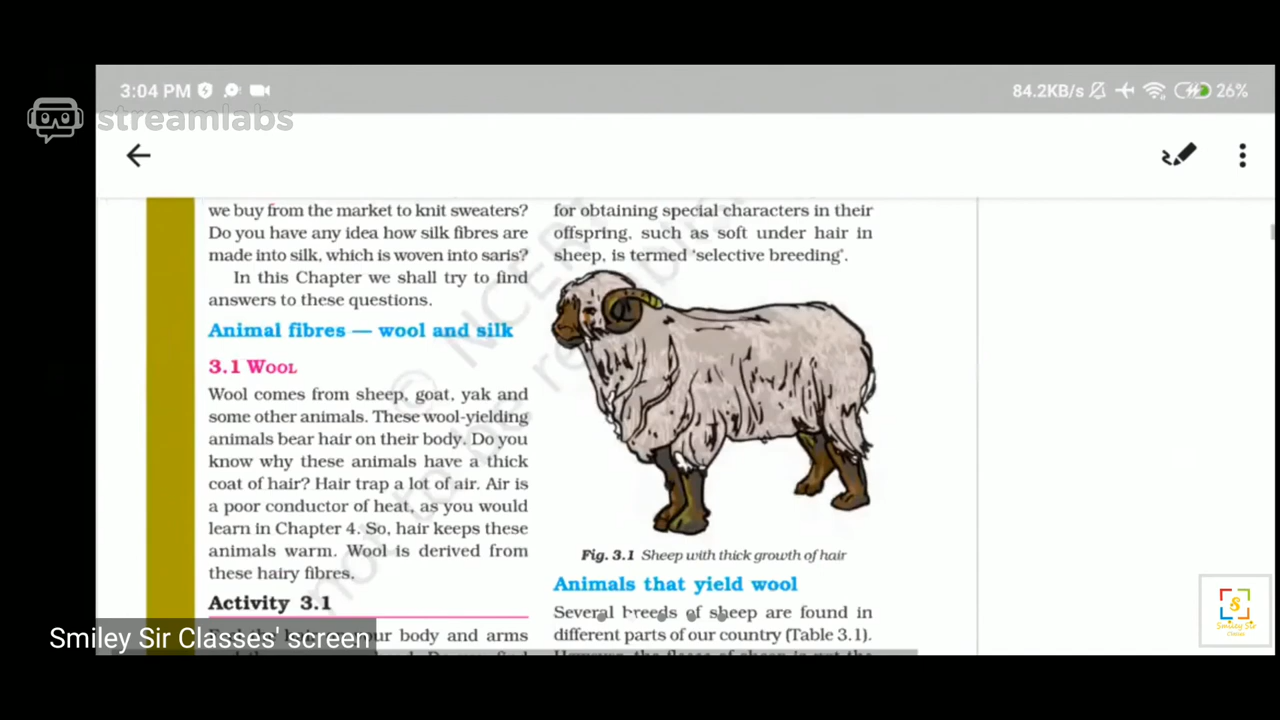 3:04 PM
84.2KB/s
26%
streamlabs
we buy from the market to knit sweaters?
Do you have any idea how silk fibres are
made into silk, which is woven into saris?
In this Chapter we shall try to find
answers to these questions.
Animal fibres — wool and silk
3.1 WOOL
Wool comes from sheep, goat, yak and
some other animals. These wool-yielding
animals bear hair on their body. Do you
know why these animals have a thick
coat of hair? Hair trap a lot of air. Air is
a poor conductor of heat, as you would
learn in Chapter 4. So, hair keeps these
animals warm. Wool is derived from
these hairy fibres.
Activity 3.1
your body and arms
for obtaining special characters in their
offspring, such as soft under hair in
sheep, is termed 'selective breeding'.
Fig. 3.1 Sheep with thick growth of hair
Animals that yield wool
Several breeds of sheep are found in
different parts of our country (Table 3.1).
© NCERT
not to be
Smiley Sir Classes' screen
S
Smiley Sir
Classes